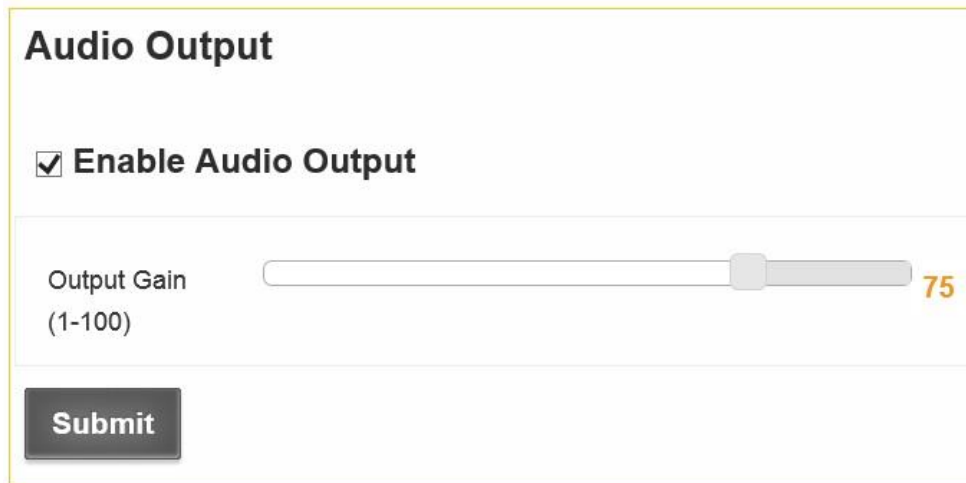 Audio Output
Enable Audio Output
Output Gain
(1-100)
75
Submit